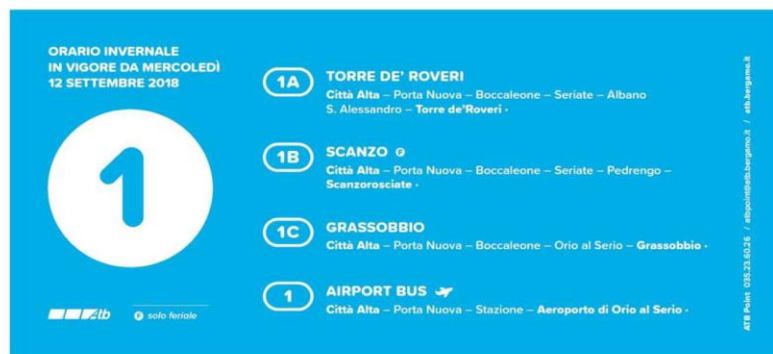 ORARIO INVERNALE
IN VIGORE DA MERCOLEDÌ
12 SETTEMBRE 2018
1
1A TORRE DE' ROVERI
Città Alta – Porta Nuova – Boccaleone – Seriate – Albano
S. Alessandro – Torre de'Roveri •
1B SCANZO F
Città Alta – Porta Nuova – Boccaleone – Seriate – Pedrengo –
Scanzorosciate •
1C GRASSOBBIO
Città Alta – Porta Nuova – Boccaleone – Orio al Serio – Grassobbio •
1 AIRPORT BUS
Città Alta – Porta Nuova – Stazione – Aeroporto di Orio al Serio •
Atb
F solo feriale
ATB Point 035.23.60.26 / atbpoint@atb.bergamo.it / atb.bergamo.it